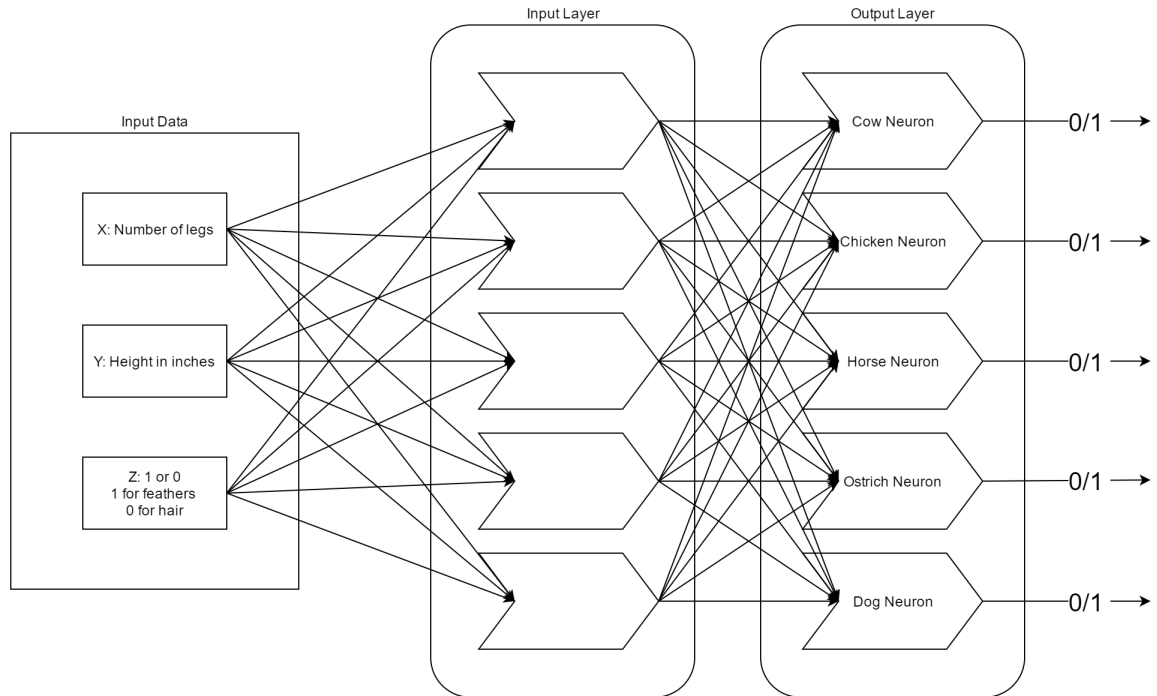 Input Layer
Output Layer
Input Data
X: Number of legs
Y: Height in inches
Z: 1 or 0
1 for feathers
0 for hair
Cow Neuron
0/1
Chicken Neuron
0/1
Horse Neuron
0/1
Ostrich Neuron
0/1
Dog Neuron
0/1